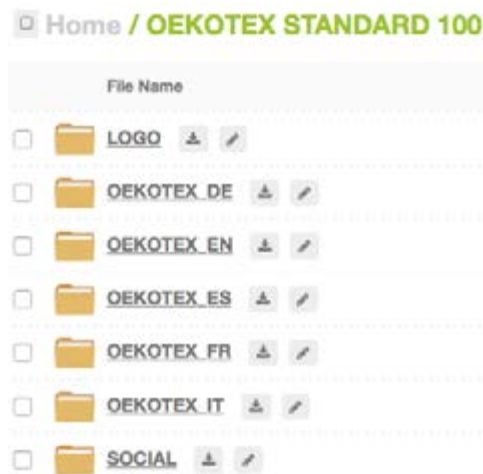 Home / OEKOTEX STANDARD 100
File Name
LOGO
OEKOTEX_DE
OEKOTEX_EN
OEKOTEX_ES
OEKOTEX_FR
OEKOTEX_IT
SOCIAL